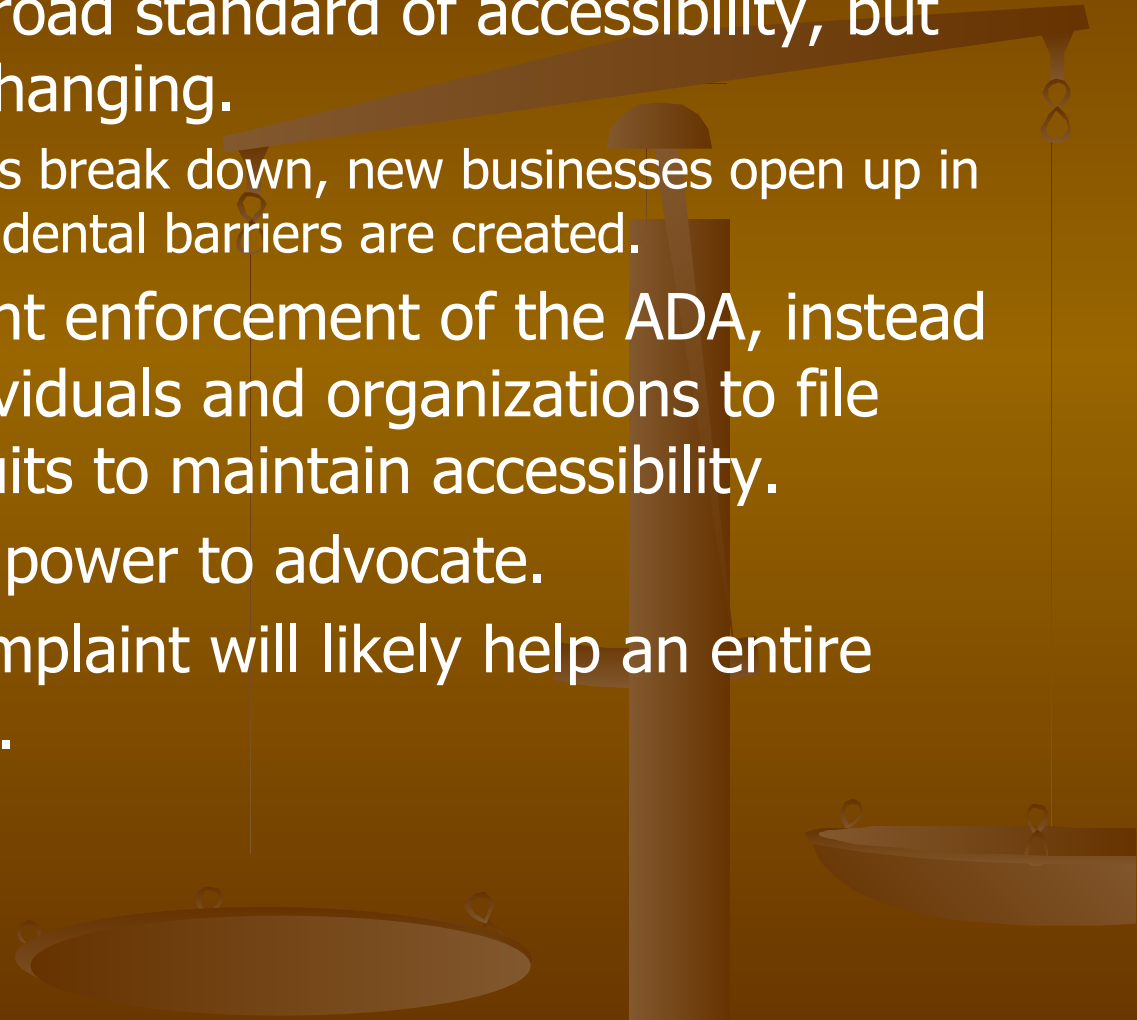 road standard of accessibility, but
hanging.
s break down, new businesses open up in
dental barriers are created.
nt enforcement of the ADA, instead
viduals and organizations to file
uits to maintain accessibility.
power to advocate.
mplaint will likely help an entire
.